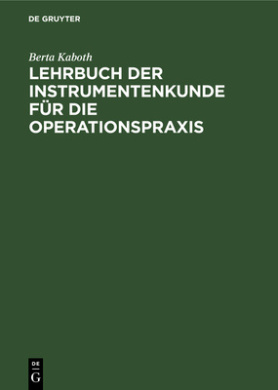 DE GRUYTER
Berta Kaboth
LEHRBUCH DER
INSTRUMENTENKUNDE
FÜR DIE
OPERATIONSPRAXIS
DE
G